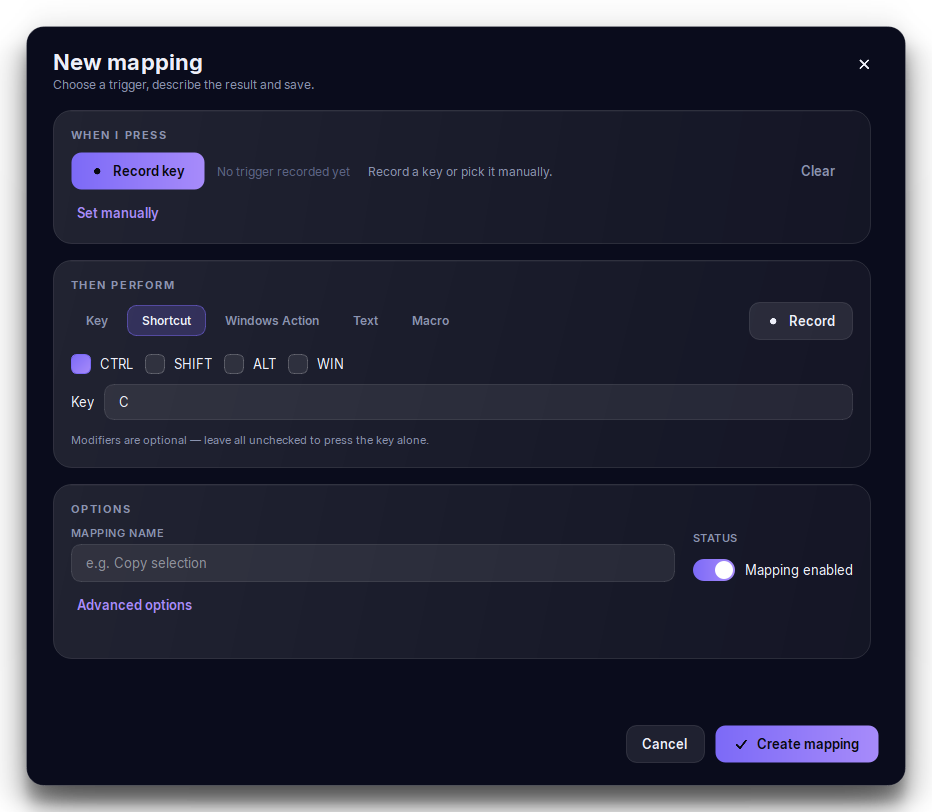 New mapping
Choose a trigger, describe the result and save.
WHEN I PRESS
Record key No trigger recorded yet Record a key or pick it manually. Clear
Set manually
THEN PERFORM
Key Shortcut Windows Action Text Macro Record
CTRL SHIFT ALT WIN
Key C
Modifiers are optional — leave all unchecked to press the key alone.
OPTIONS
MAPPING NAME
STATUS
e.g. Copy selection
Mapping enabled
Advanced options
Cancel Create mapping